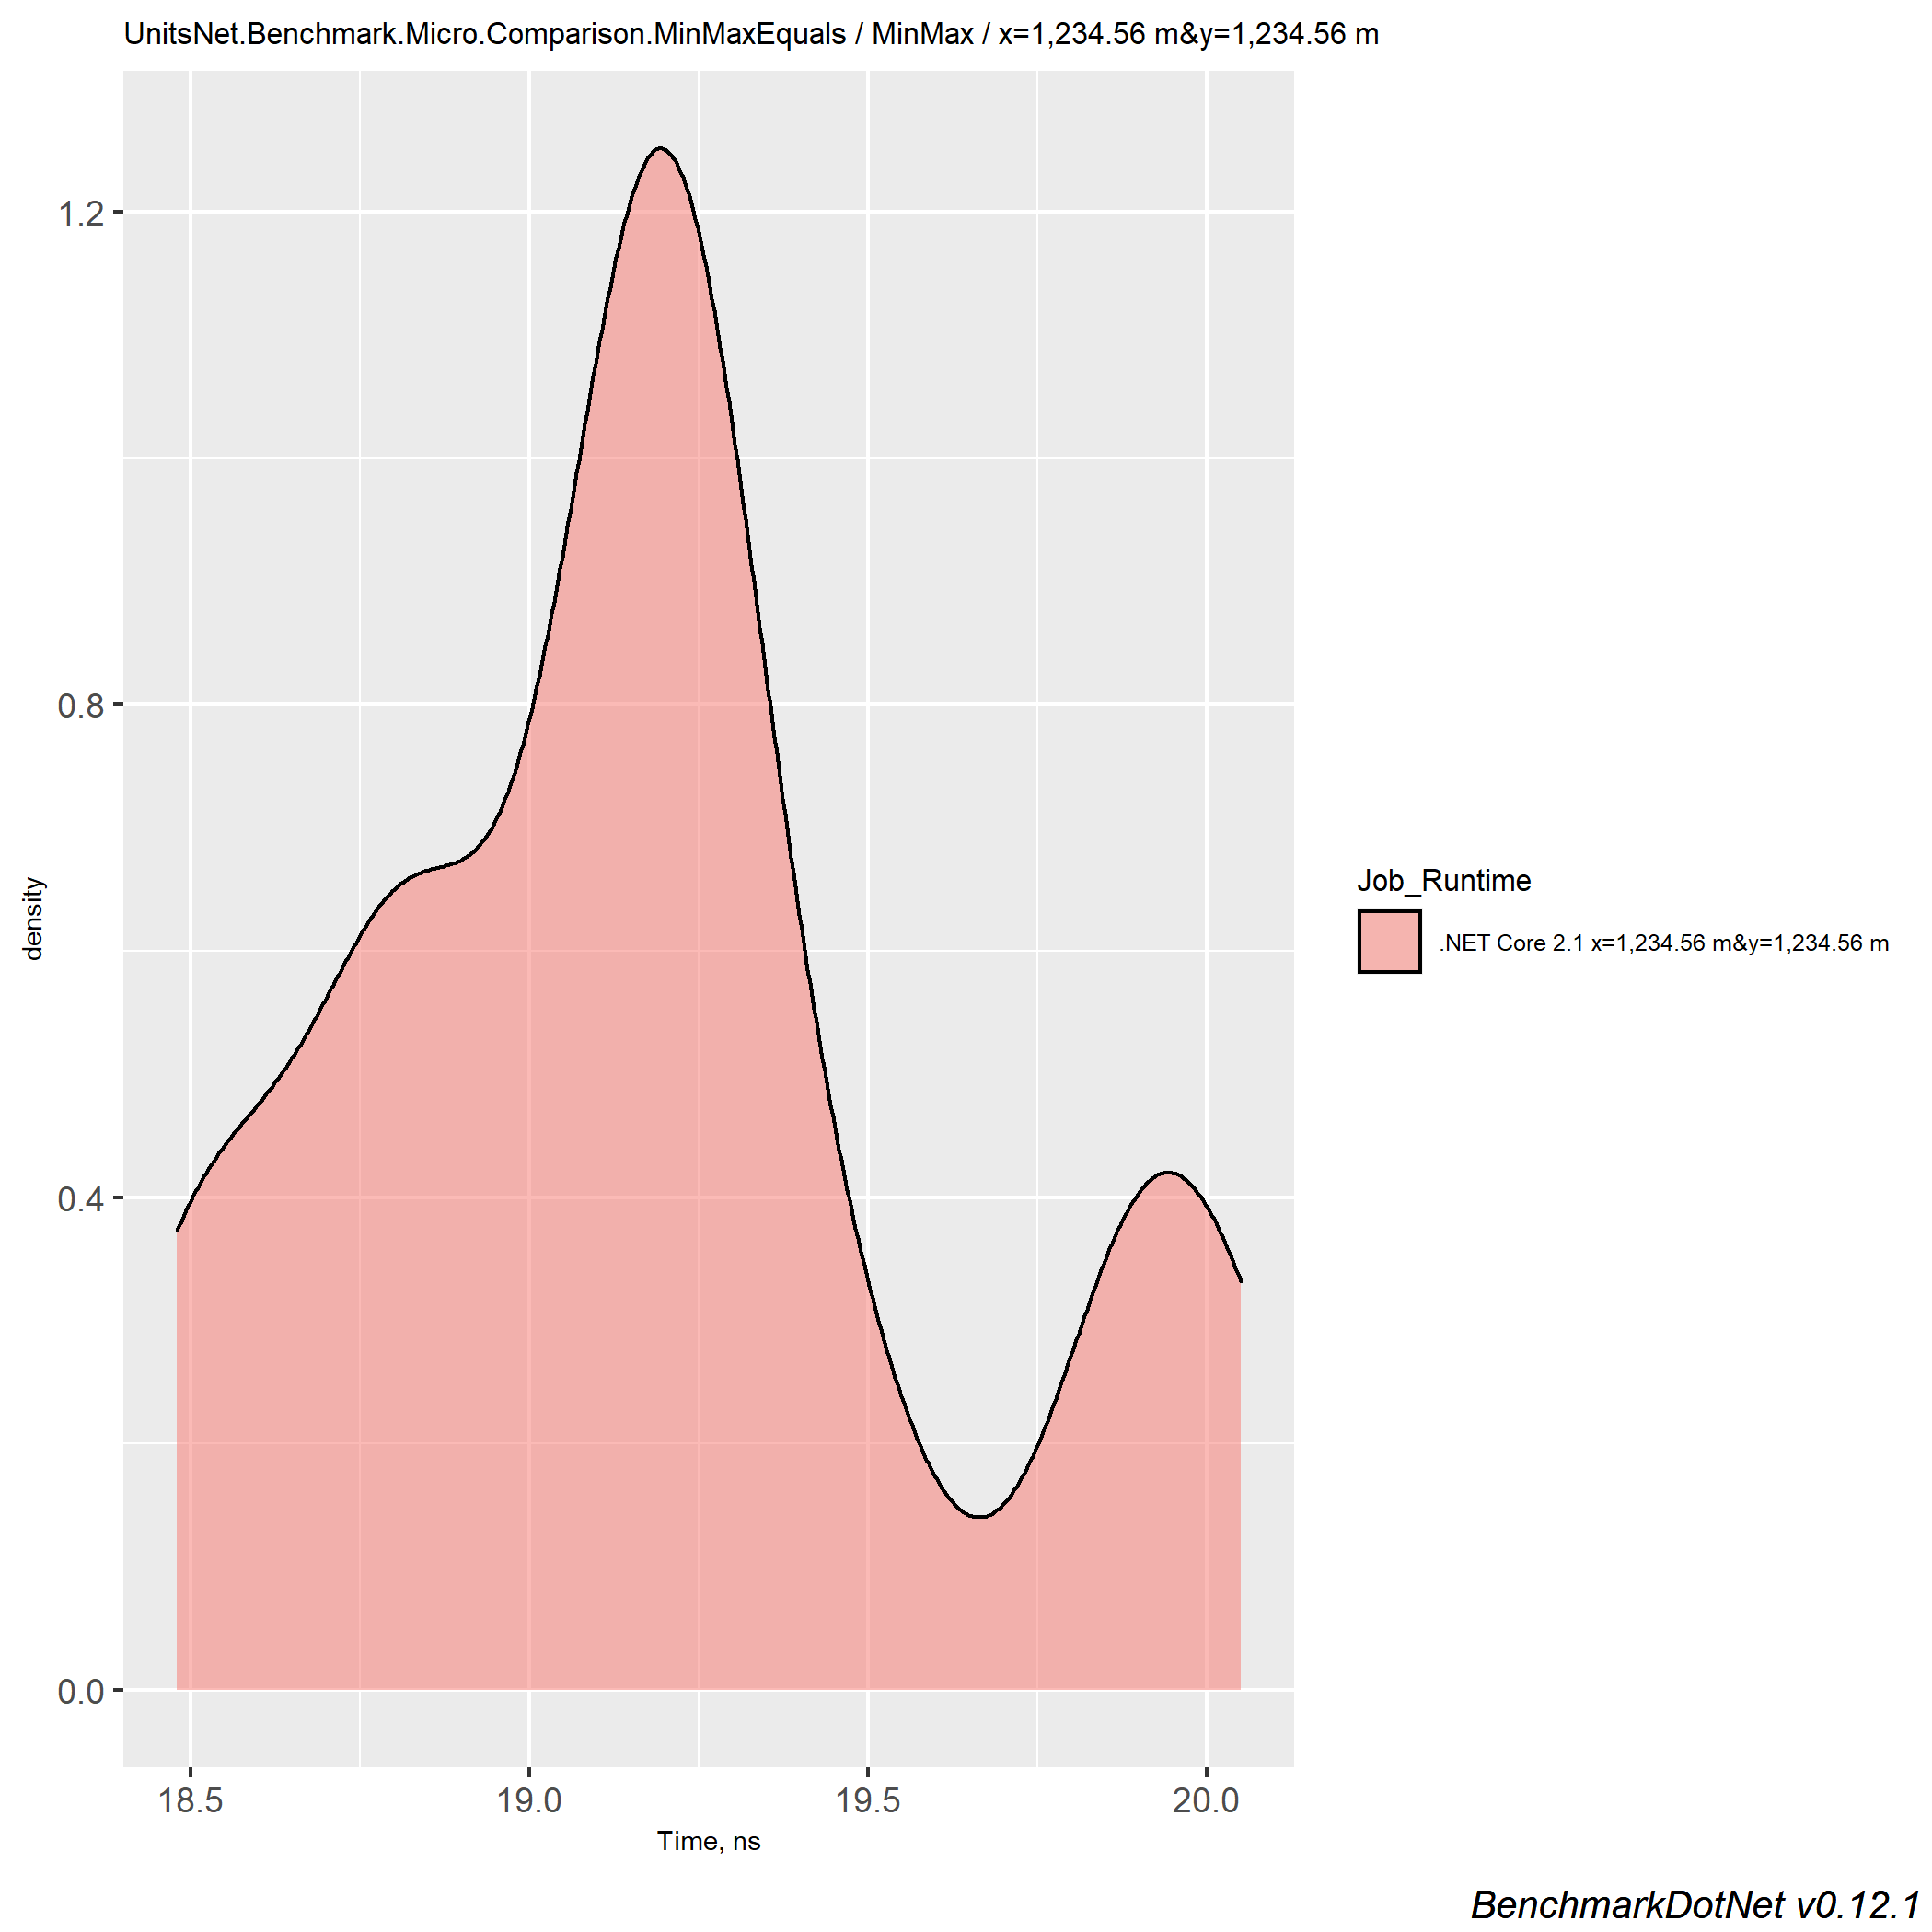 UnitsNet.Benchmark.Micro.Comparison.MinMaxEquals / MinMax / x=1,234.56 m&y=1,234.56 m
1.2
0.8
0.4
0.0
density
18.5 19.0 19.5 20.0
Time, ns
Job_Runtime
.NET Core 2.1 x=1,234.56 m&y=1,234.56 m
BenchmarkDotNet v0.12.1